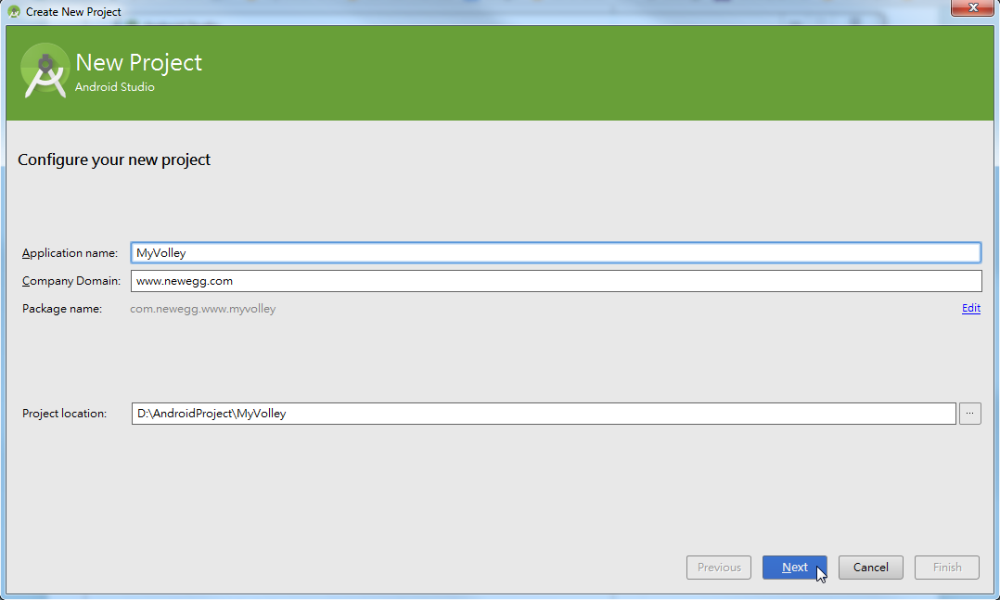 Create New Project
New Project
Android Studio
Configure your new project
Application name: MyVolley
Company Domain: www.newegg.com
Package name: com.newegg.www.myvolley Edit
Project location: D:\AndroidProject\MyVolley ...
Previous Next Cancel Finish